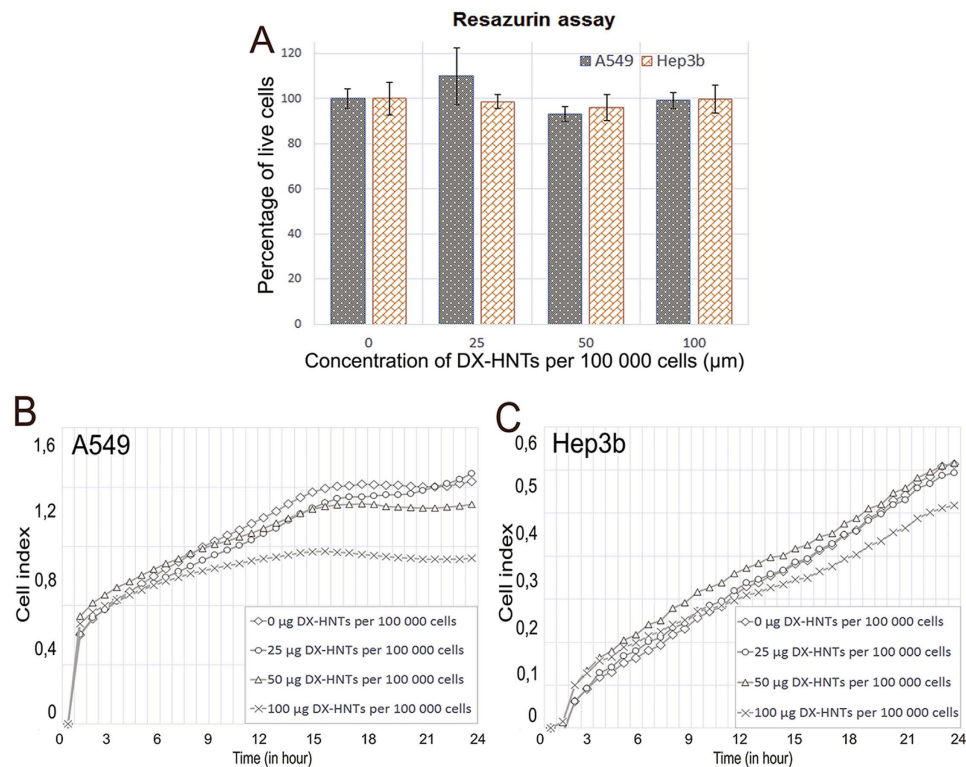 Resazurin assay
A
A549
Hep3b
120
100
80
60
40
20
0
Percentage of live cells
0 25 50 100
Concentration of DX-HNTs per 100 000 cells (µm)
B
A549
1,6
1,2
0,8
0,4
0
Cell index
0 µg DX-HNTs per 100 000 cells
25 µg DX-HNTs per 100 000 cells
50 µg DX-HNTs per 100 000 cells
100 µg DX-HNTs per 100 000 cells
0 3 6 9 12 15 18 21 24
Time (in hour)
C
Hep3b
0,6
0,5
0,4
0,3
0,2
0,1
0
Cell index
0 µg DX-HNTs per 100 000 cells
25 µg DX-HNTs per 100 000 cells
50 µg DX-HNTs per 100 000 cells
100 µg DX-HNTs per 100 000 cells
0 3 6 9 12 15 18 21 24
Time (in hour)